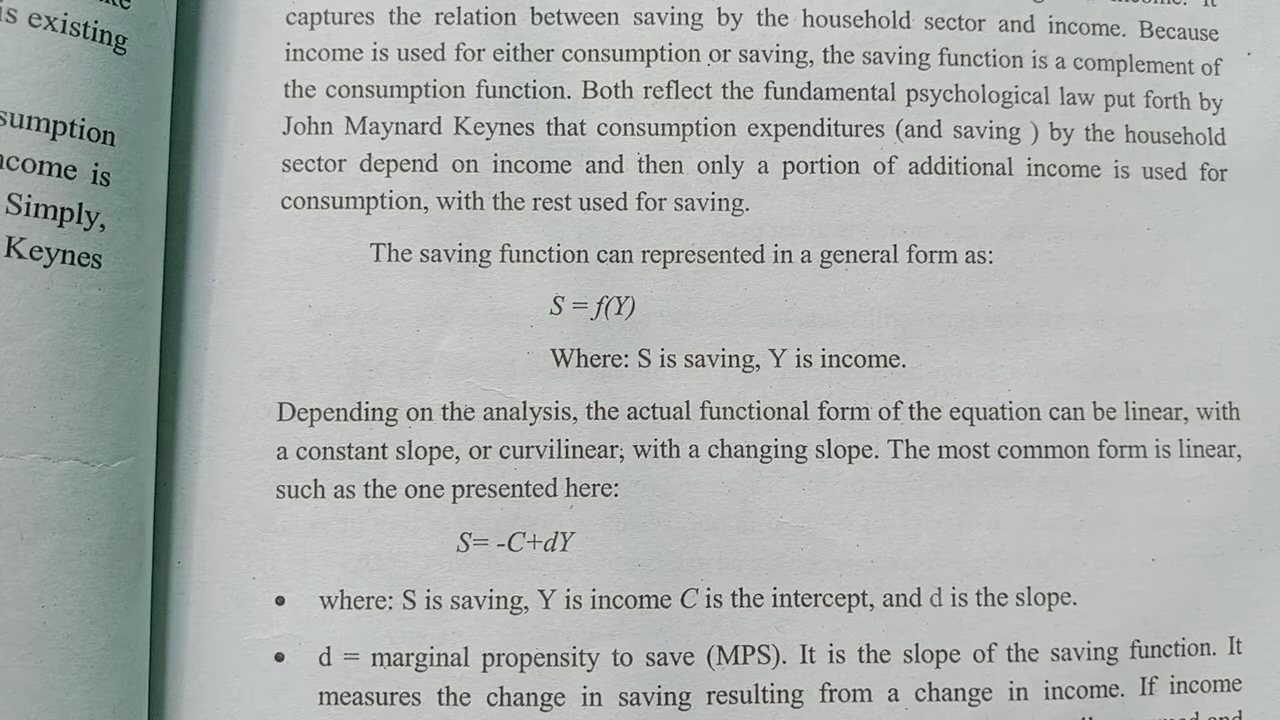 is existing
sumption
income is
Simply,
Keynes
captures the relation between saving by the household sector and income. Because
income is used for either consumption or saving, the saving function is a complement of
the consumption function. Both reflect the fundamental psychological law put forth by
John Maynard Keynes that consumption expenditures (and saving ) by the household
sector depend on income and then only a portion of additional income is used for
consumption, with the rest used for saving.
The saving function can represented in a general form as:
S = f(Y)
Where: S is saving, Y is income.
Depending on the analysis, the actual functional form of the equation can be linear, with
a constant slope, or curvilinear; with a changing slope. The most common form is linear,
such as the one presented here:
S= -C+dY
• where: S is saving, Y is income C is the intercept, and d is the slope.
• d = marginal propensity to save (MPS). It is the slope of the saving function. It
measures the change in saving resulting from a change in income. If income